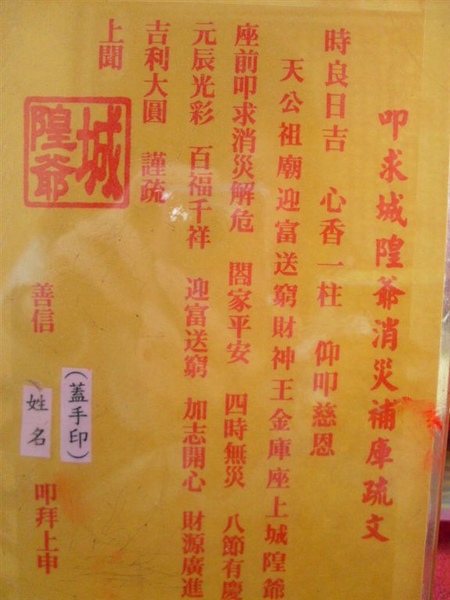 叩求城隍爺消災補庫疏文
時良日吉　心香一柱　仰叩慈恩
天公祖廟迎富送窮財神王金庫座上城隍爺
座前叩求消災解危　閤家平安　四時無災　八節有慶
元辰光彩　百福千祥　迎富送窮　加志開心　財源廣進
吉利大圓　謹疏
上聞
城隍爺
善信　姓名　叩拜上申
(蓋手印)